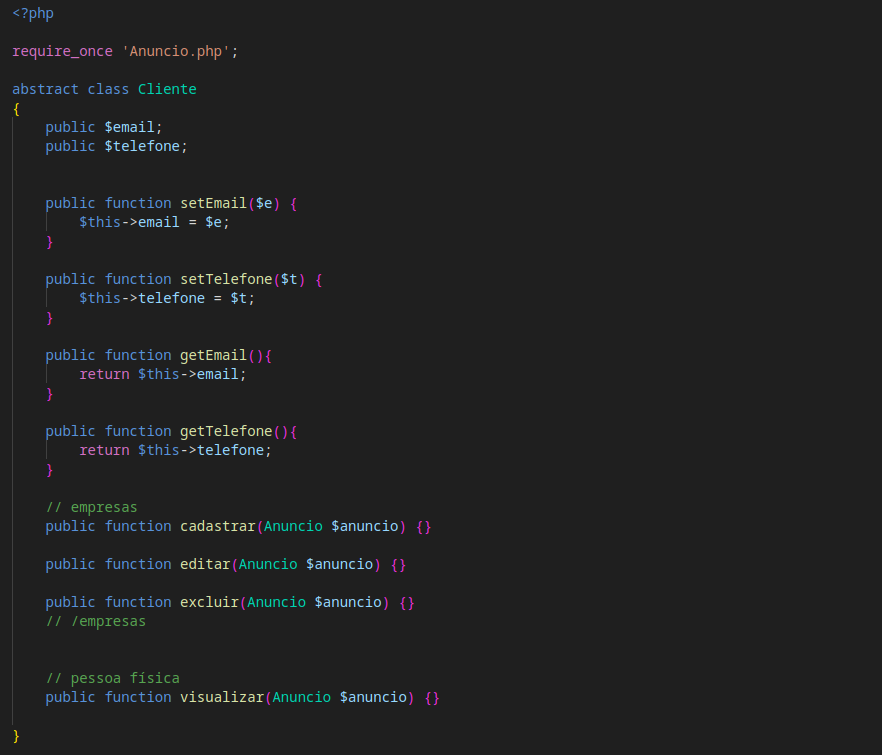 <?php
require_once 'Anuncio.php';
abstract class Cliente
{
public $email;
public $telefone;
public function setEmail($e) {
$this->email = $e;
}
public function setTelefone($t) {
$this->telefone = $t;
}
public function getEmail(){
return $this->email;
}
public function getTelefone(){
return $this->telefone;
}
// empresas
public function cadastrar(Anuncio $anuncio) {}
public function editar(Anuncio $anuncio) {}
public function excluir(Anuncio $anuncio) {}
// /empresas
// pessoa física
public function visualizar(Anuncio $anuncio) {}
}